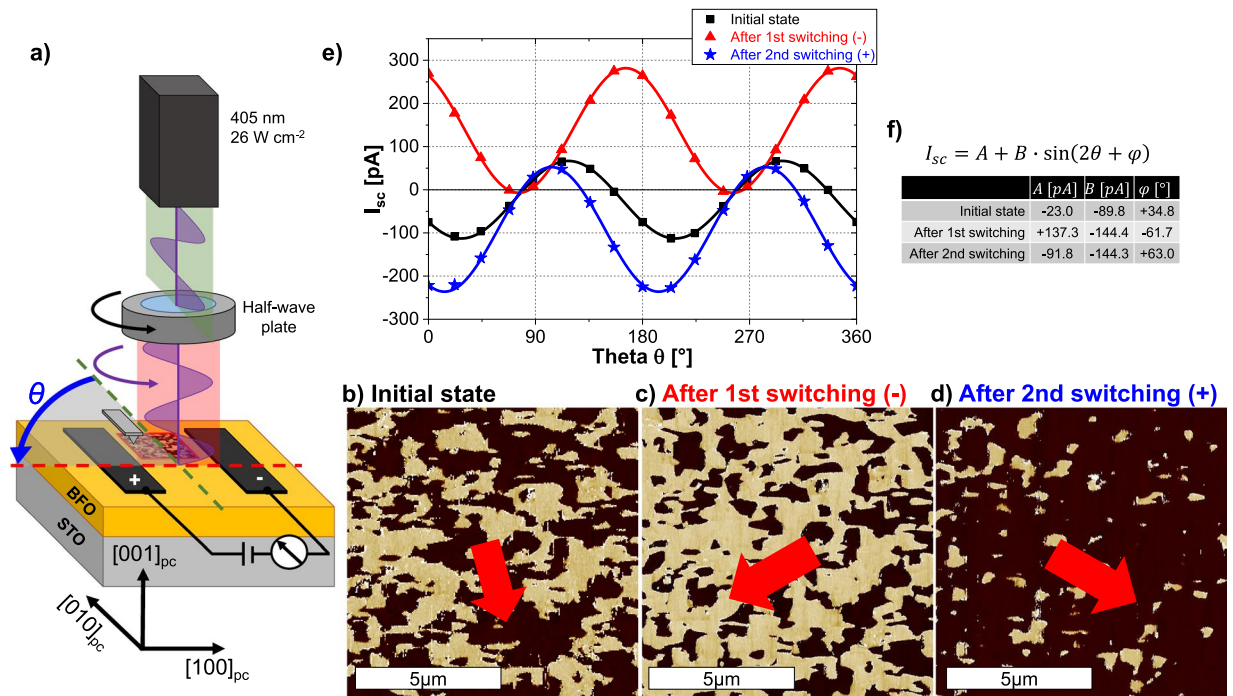 a)
405 nm
26 W cm-2
Half-wave
plate
θ
+
-
BFO
STO
[001]pc
[010]pc
[100]pc
e)
Initial state
After 1st switching (-)
After 2nd switching (+)
Isc [pA]
300
200
100
0
-100
-200
-300
0 90 180 270 360
Theta θ [°]
f)
Isc = A + B · sin(2θ + φ)
A [pA] B [pA] φ [°]
Initial state -23.0 -89.8 +34.8
After 1st switching +137.3 -144.4 -61.7
After 2nd switching -91.8 -144.3 +63.0
b) Initial state
5µm
c) After 1st switching (-)
5µm
d) After 2nd switching (+)
5µm